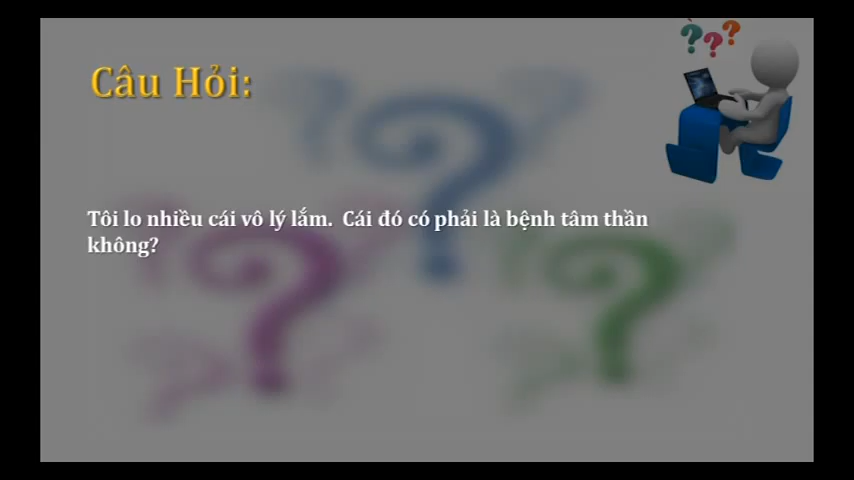 Câu Hỏi:
Tôi lo nhiều cái vô lý lắm. Cái đó có phải là bệnh tâm thần
không?